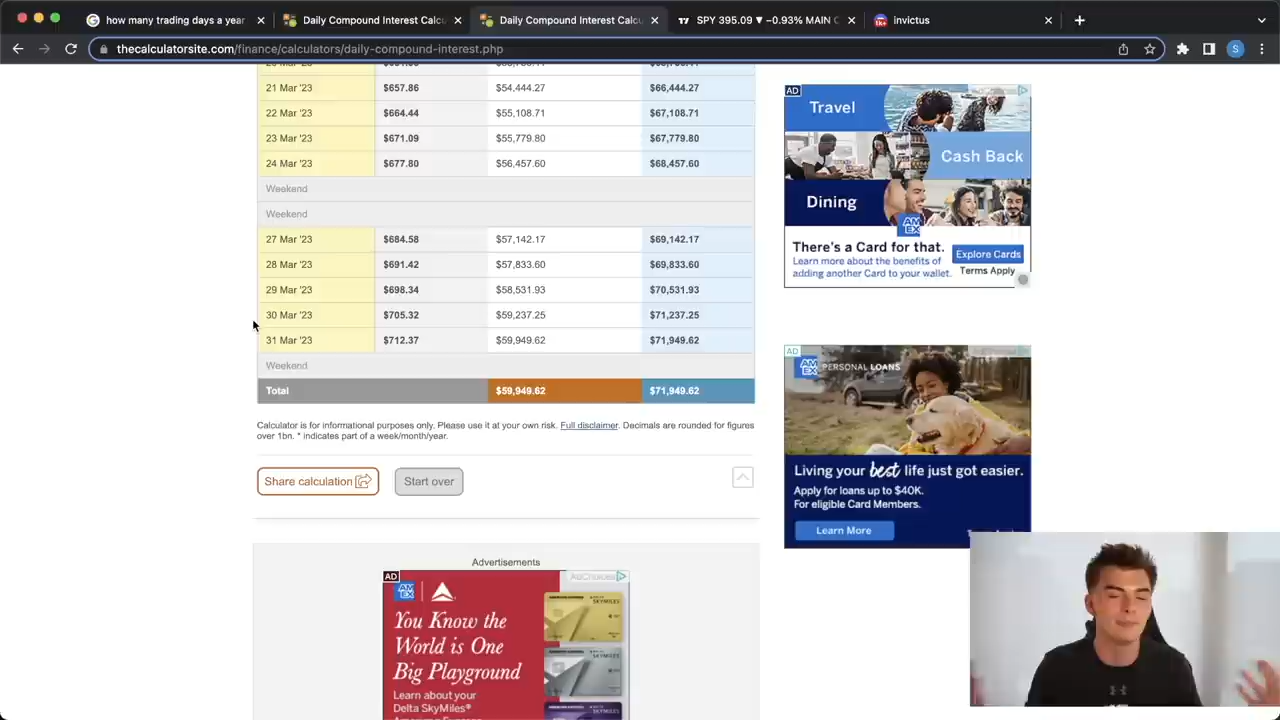 how many trading days a year
Daily Compound Interest Calcu
Daily Compound Interest Calcu
SPY 395.09 ▼ −0.93% MAIN
Invictus
thecalculatorsite.com/finance/calculators/daily-compound-interest.php
S
21 Mar '23 $657.86 $54,444.27 $66,444.27
22 Mar '23 $664.44 $55,108.71 $67,108.71
23 Mar '23 $671.09 $55,779.80 $67,779.80
24 Mar '23 $677.80 $56,457.60 $68,457.60
Weekend
Weekend
27 Mar '23 $684.58 $57,142.17 $69,142.17
28 Mar '23 $691.42 $57,833.60 $69,833.60
29 Mar '23 $698.34 $58,531.93 $70,531.93
30 Mar '23 $705.32 $59,237.25 $71,237.25
31 Mar '23 $712.37 $59,949.62 $71,949.62
Weekend
Total $59,949.62 $71,949.62
Calculator is for informational purposes only. Please use it at your own risk. Full disclaimer. Decimals are rounded for figures
over 1bn. * indicates part of a week/month/year.
Share calculation
Start over
Advertisements
AD
AM
EX
You Know the
World is One
Big Playground
Learn about your
Delta SkyMiles®
AD
Travel
Cash Back
Dining
AM
EX
There's a Card for that.
Learn more about the benefits of
adding another Card to your wallet.
Explore Cards
Terms Apply
AD
AM
EX
PERSONAL LOANS
Living your best life just got easier.
Apply for loans up to $40K.
For eligible Card Members.
Learn More